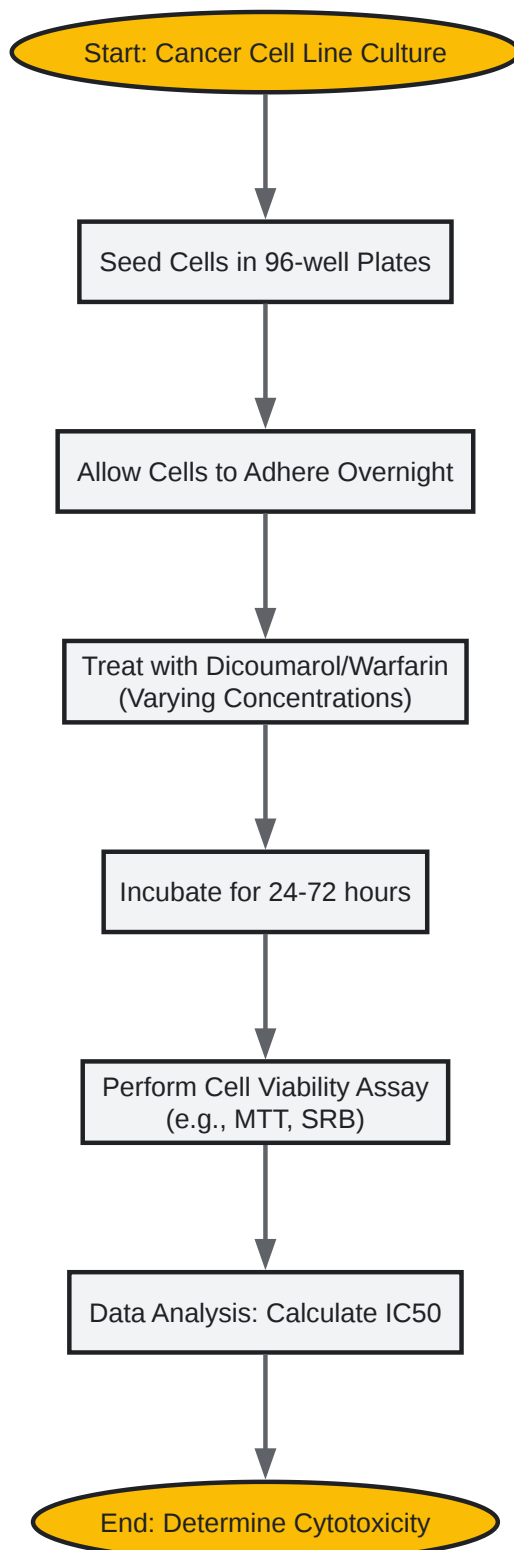 Start: Cancer Cell Line Culture
Seed Cells in 96-well Plates
Allow Cells to Adhere Overnight
Treat with Dicoumarol/Warfarin
(Varying Concentrations)
Incubate for 24-72 hours
Perform Cell Viability Assay
(e.g., MTT, SRB)
Data Analysis: Calculate IC50
End: Determine Cytotoxicity